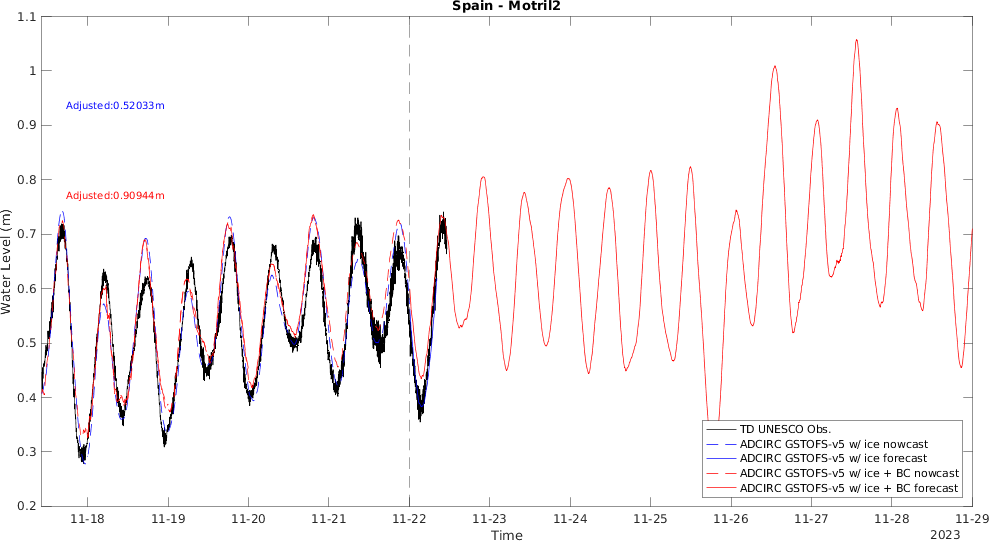 Spain - Motril2
1.1
1
0.9
0.8
0.7
0.6
0.5
0.4
0.3
0.2
Water Level (m)
Adjusted:0.52033m
Adjusted:0.90944m
TD UNESCO Obs.
ADCIRC GSTOFS-v5 w/ ice nowcast
ADCIRC GSTOFS-v5 w/ ice forecast
ADCIRC GSTOFS-v5 w/ ice + BC nowcast
ADCIRC GSTOFS-v5 w/ ice + BC forecast
11-18 11-19 11-20 11-21 11-22 11-23 11-24 11-25 11-26 11-27 11-28 11-29
Time
2023